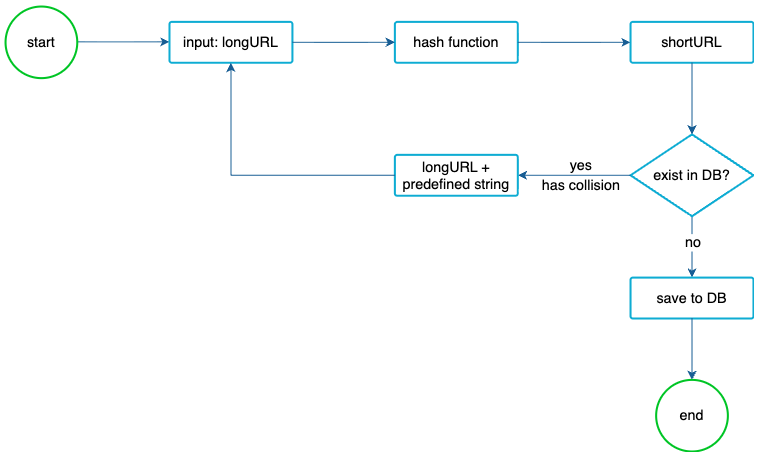 start
input: longURL
hash function
shortURL
longURL +
predefined string
yes
has collision
exist in DB?
no
save to DB
end